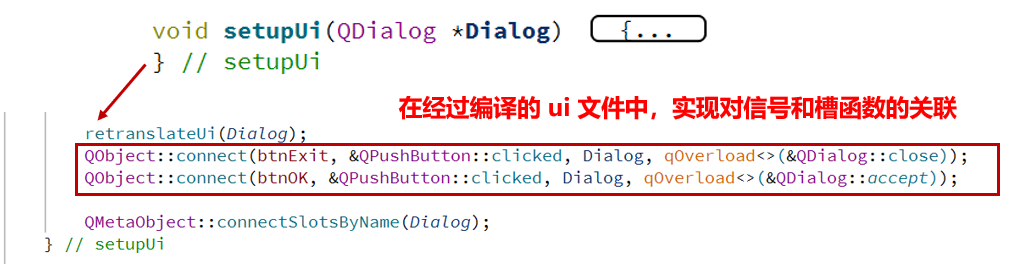 void setupUi(QDialog *Dialog) {...
} // setupUi
在经过编译的 ui 文件中，实现对信号和槽函数的关联
retranslateUi(Dialog);
QObject::connect(btnExit, &QPushButton::clicked, Dialog, qOverload<>(&QDialog::close));
QObject::connect(btnOK, &QPushButton::clicked, Dialog, qOverload<>(&QDialog::accept));
QMetaObject::connectSlotsByName(Dialog);
} // setupUi